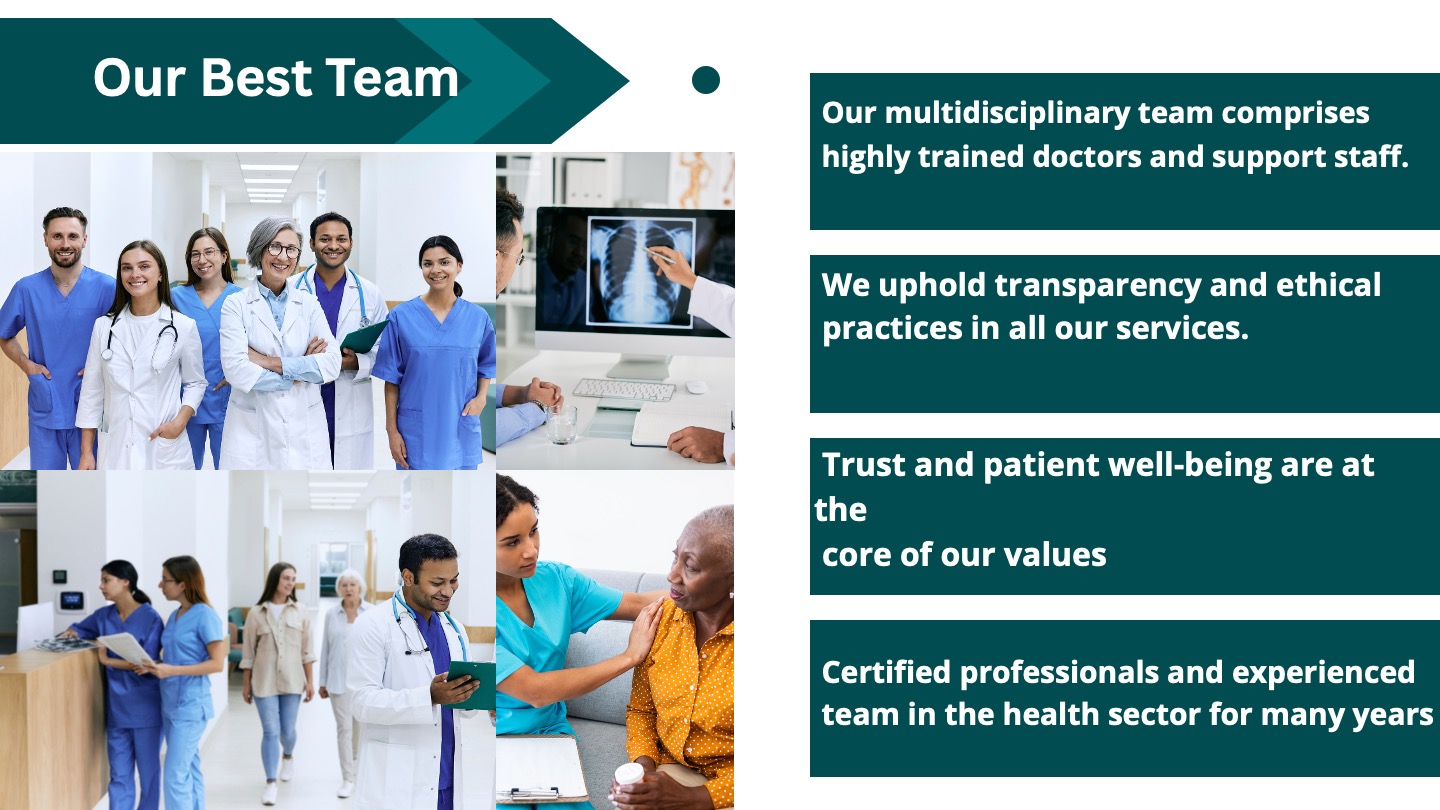 Our Best Team
Our multidisciplinary team comprises
highly trained doctors and support staff.
We uphold transparency and ethical
practices in all our services.
Trust and patient well-being are at
the
core of our values
Certified professionals and experienced
team in the health sector for many years